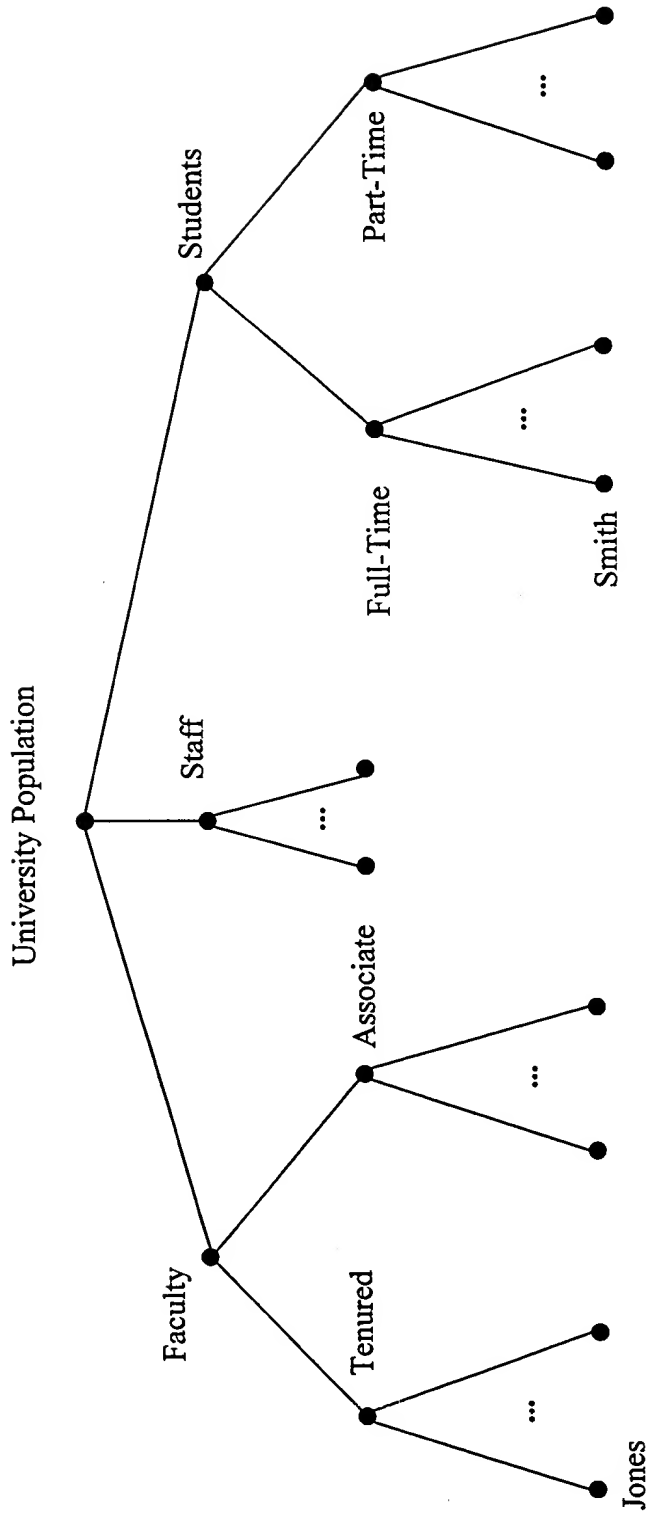 University Population
Faculty
Staff
Students
Tenured
Associate
Full-Time
Part-Time
...
...
...
...
...
Jones
Smith